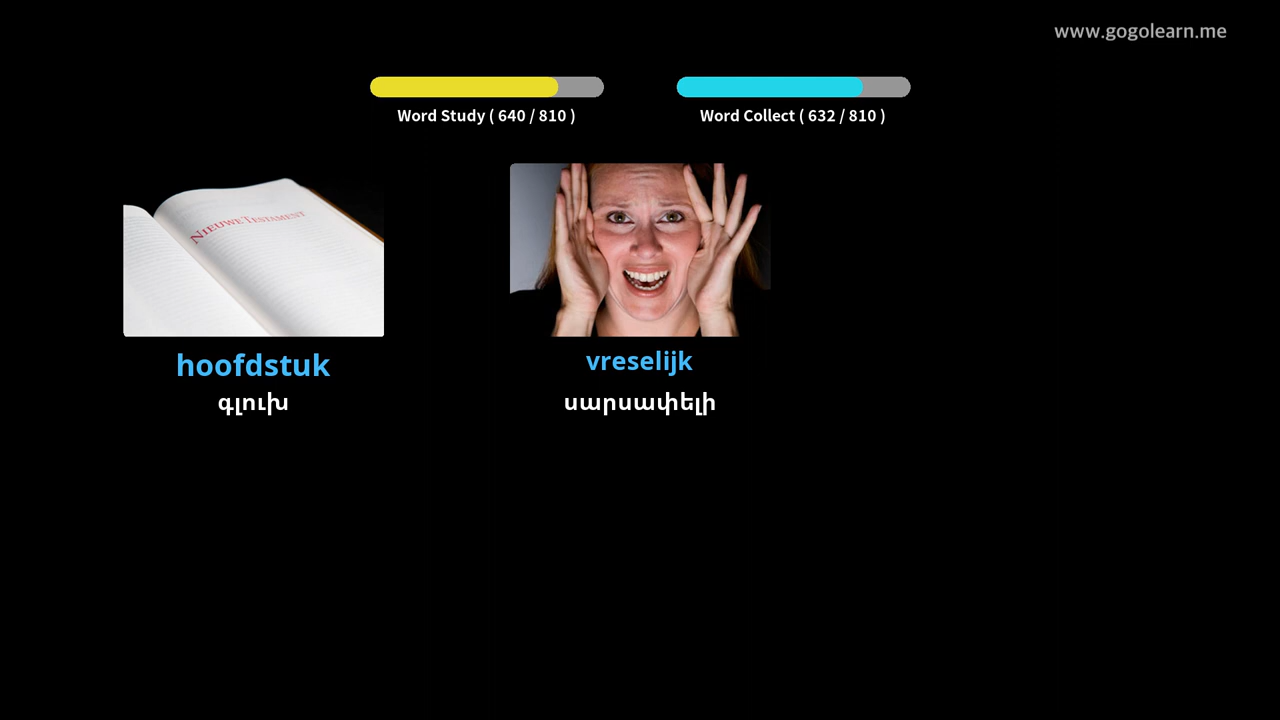 www.gogolearn.me
Word Study ( 640 / 810 )
Word Collect ( 632 / 810 )
NIEUWE TESTAMENT
hoofdstuk
գլուխ
vreselijk
սարսափելի